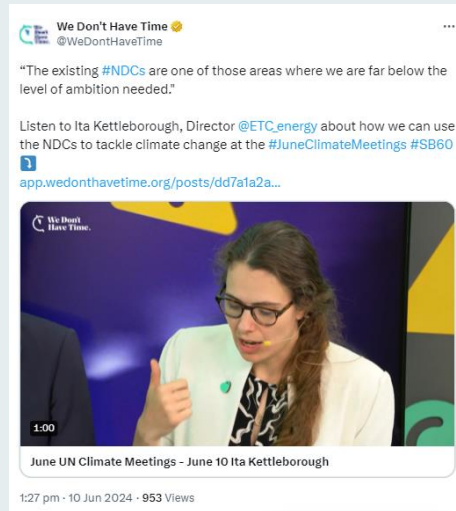 We Don't Have Time
@WeDontHaveTime
“The existing #NDCs are one of those areas where we are far below the
level of ambition needed."
Listen to Ita Kettleborough, Director @ETC_energy about how we can use
the NDCs to tackle climate change at the #JuneClimateMeetings #SB60
app.wedonthavetime.org/posts/dd7a1a2a...
We Don't
Have Time.
1:00
June UN Climate Meetings - June 10 Ita Kettleborough
1:27 pm · 10 Jun 2024 · 953 Views